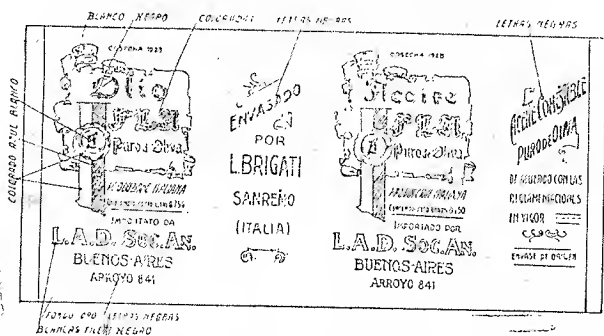 BLANCO NEGRO
COLORADO
LETRAS NEGRAS
LETRAS NEGRAS
COLORADO AZUL BLANCO
COSECHA 1928
Olio
Puro d'Oliva
IMPORTATO DA
L.A.D. SOC. AN.
BUENOS-AIRES
ARROYO 841
ENVASADO
POR
L.BRIGATI
SANREMO
(ITALIA)
COSECHA 1928
Aceite
Puro de Oliva
IMPORTADO POR
L.A.D. SOC. AN.
BUENOS-AIRES
ARROYO 841
ACEITE COMESTIBLE
PURO DE OLIVA
DE ACUERDO CON LAS
REGLAMENTACIONES
EN VIGOR
ENVASE DE ORIGEN
FONDO ORO LETRAS NEGRAS
BLANCAS FILETE NEGRO